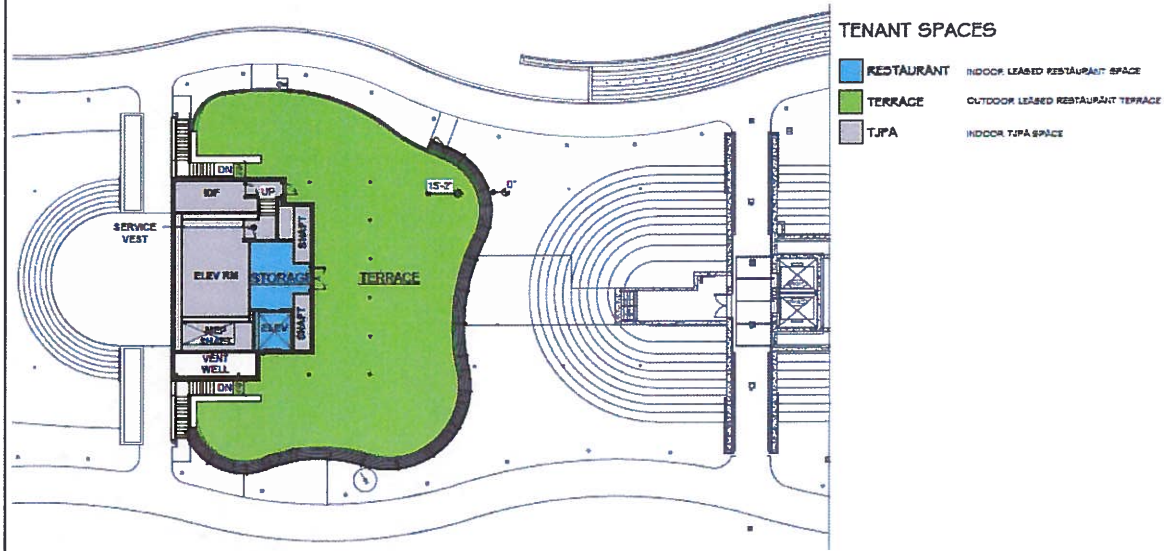 TENANT SPACES
RESTAURANT INDOOR LEASED RESTAURANT SPACE
TERRACE OUTDOOR LEASED RESTAURANT TERRACE
TJPA INDOOR TJPA SPACE
DN
IDF
UP
15'-2"
0"
SERVICE
VEST
SHAFT
ELEV RM
STORAGE
TERRACE
ELEV
SHAFT
MEP
SHAFT
VENT
WELL
DN